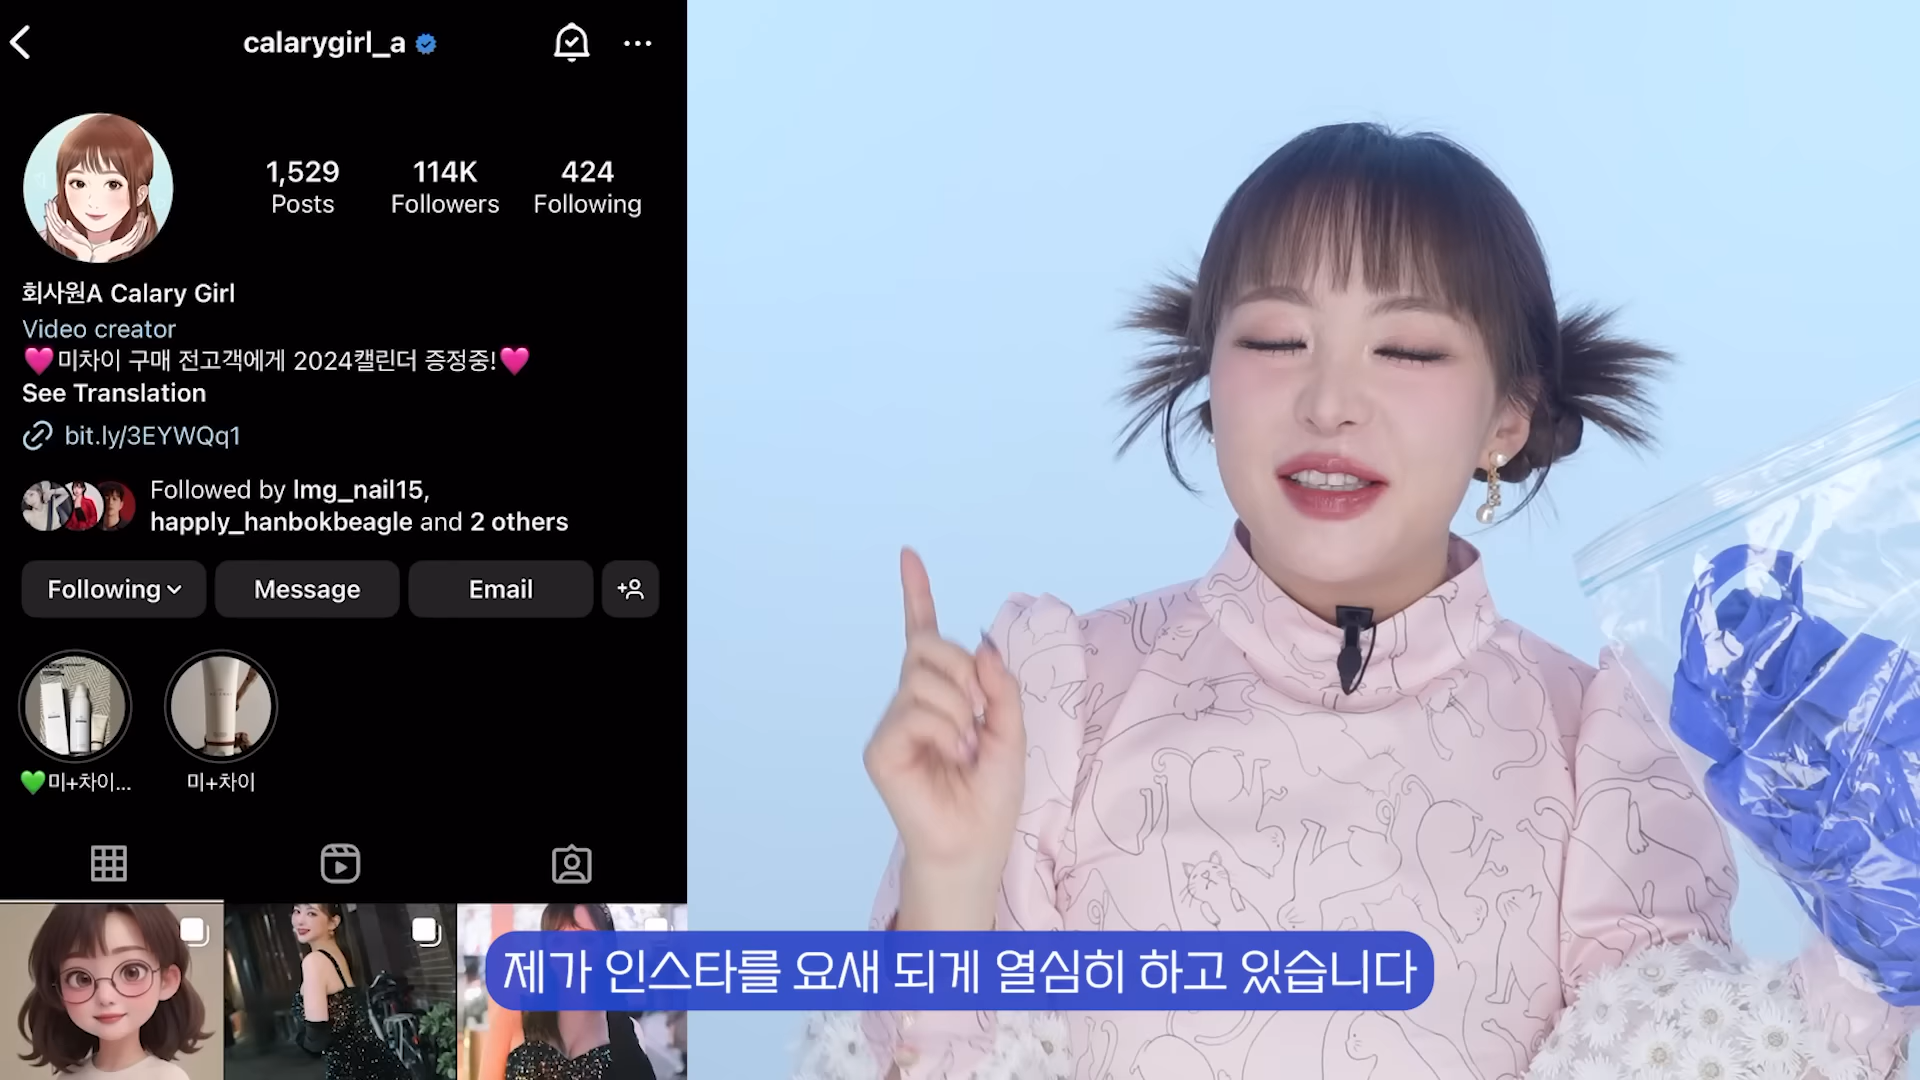 calarygirl_a
1,529
Posts
114K
Followers
424
Following
회사원A Calary Girl
Video creator
💗미차이 구매 전고객에게 2024캘린더 증정중!💗
See Translation
bit.ly/3EYWQq1
Followed by lmg_nail15,
happly_hanbokbeagle and 2 others
Following
Message
Email
💚미+차이...
미+차이
제가 인스타를 요새 되게 열심히 하고 있습니다